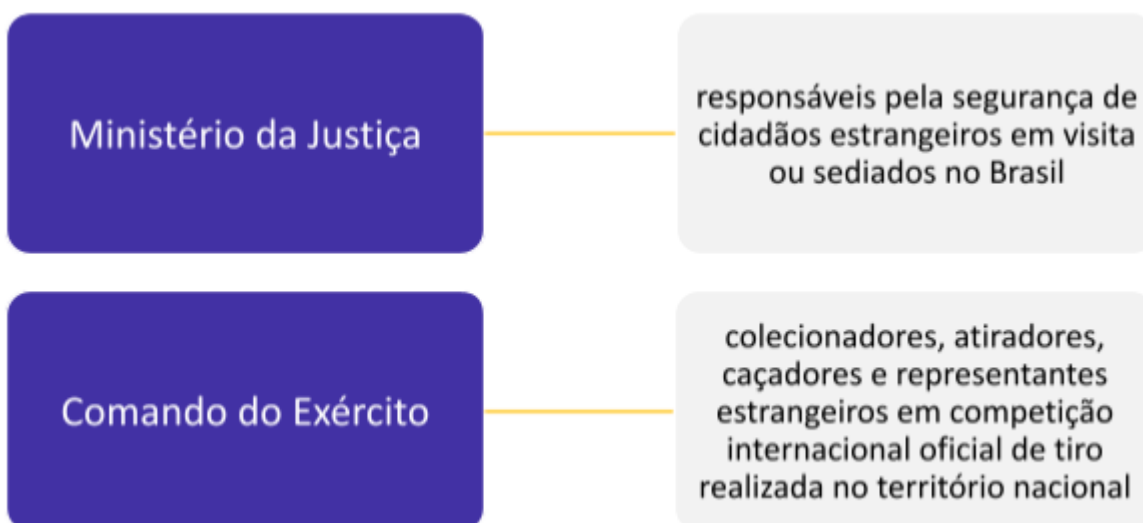 Ministério da Justiça
responsáveis pela segurança de
cidadãos estrangeiros em visita
ou sediados no Brasil
Comando do Exército
colecionadores, atiradores,
caçadores e representantes
estrangeiros em competição
internacional oficial de tiro
realizada no território nacional